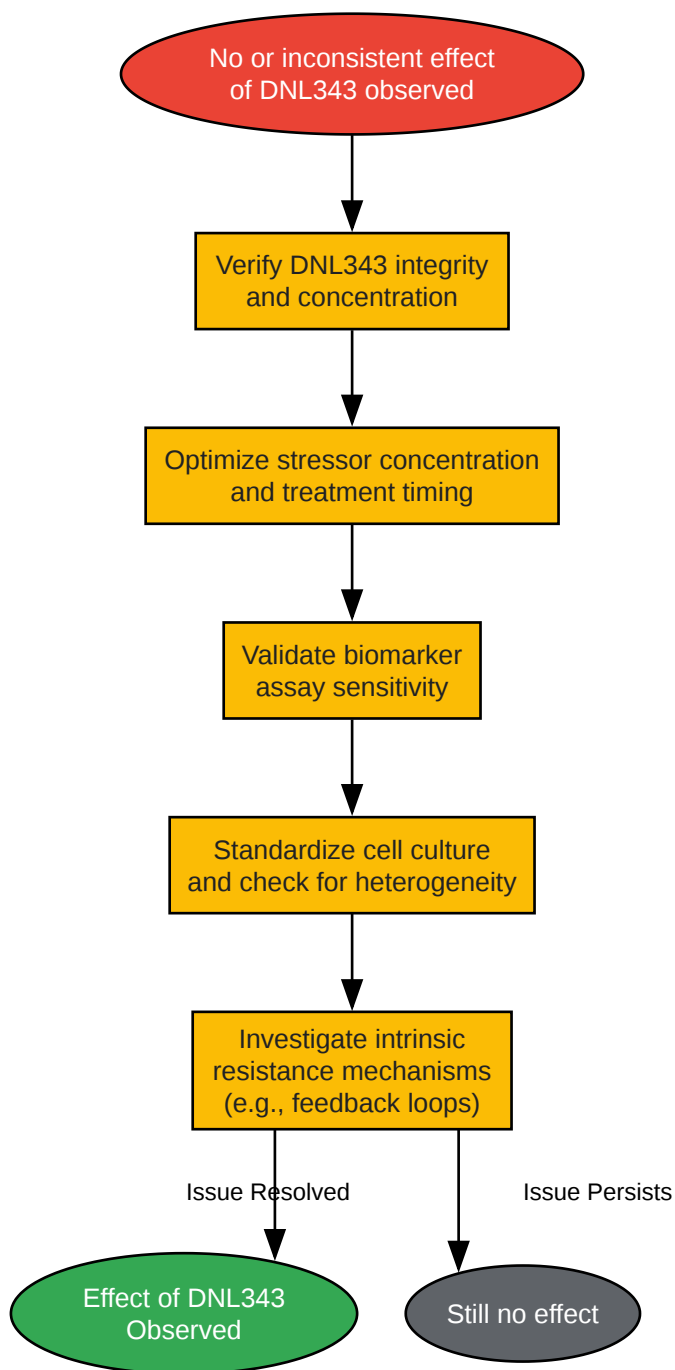 No or inconsistent effect
of DNL343 observed
Verify DNL343 integrity
and concentration
Optimize stressor concentration
and treatment timing
Validate biomarker
assay sensitivity
Standardize cell culture
and check for heterogeneity
Investigate intrinsic
resistance mechanisms
(e.g., feedback loops)
Issue Resolved
Issue Persists
Effect of DNL343
Observed
Still no effect